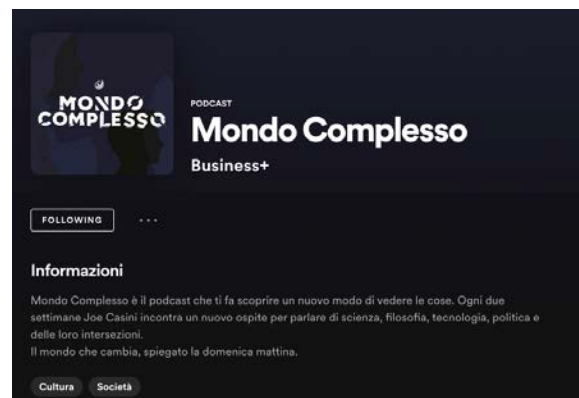 MONDO
COMPLESSO
PODCAST
Mondo Complesso
Business+
FOLLOWING
Informazioni
Mondo Complesso è il podcast che ti fa scoprire un nuovo modo di vedere le cose. Ogni due
settimane Joe Casini incontra un nuovo ospite per parlare di scienza, filosofia, tecnologia, politica e
delle loro intersezioni.
Il mondo che cambia, spiegato la domenica mattina.
Cultura Società